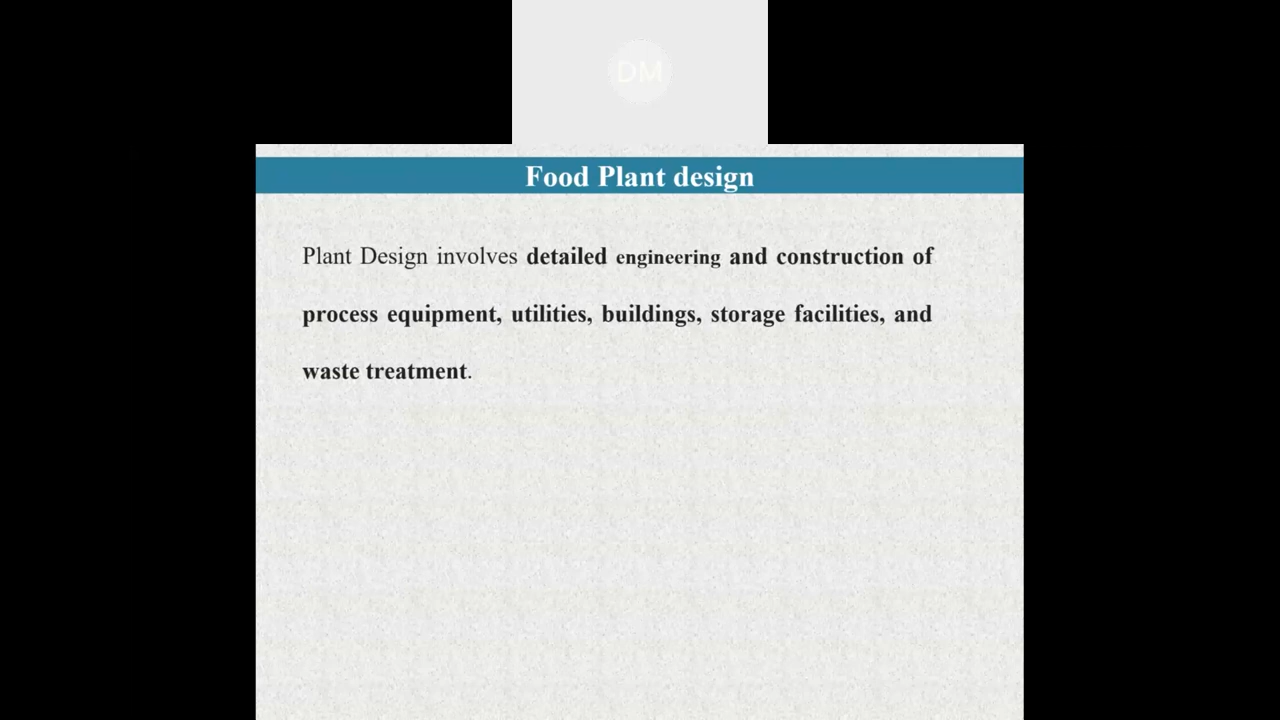 DM
Food Plant design
Plant Design involves detailed engineering and construction of
process equipment, utilities, buildings, storage facilities, and
waste treatment.